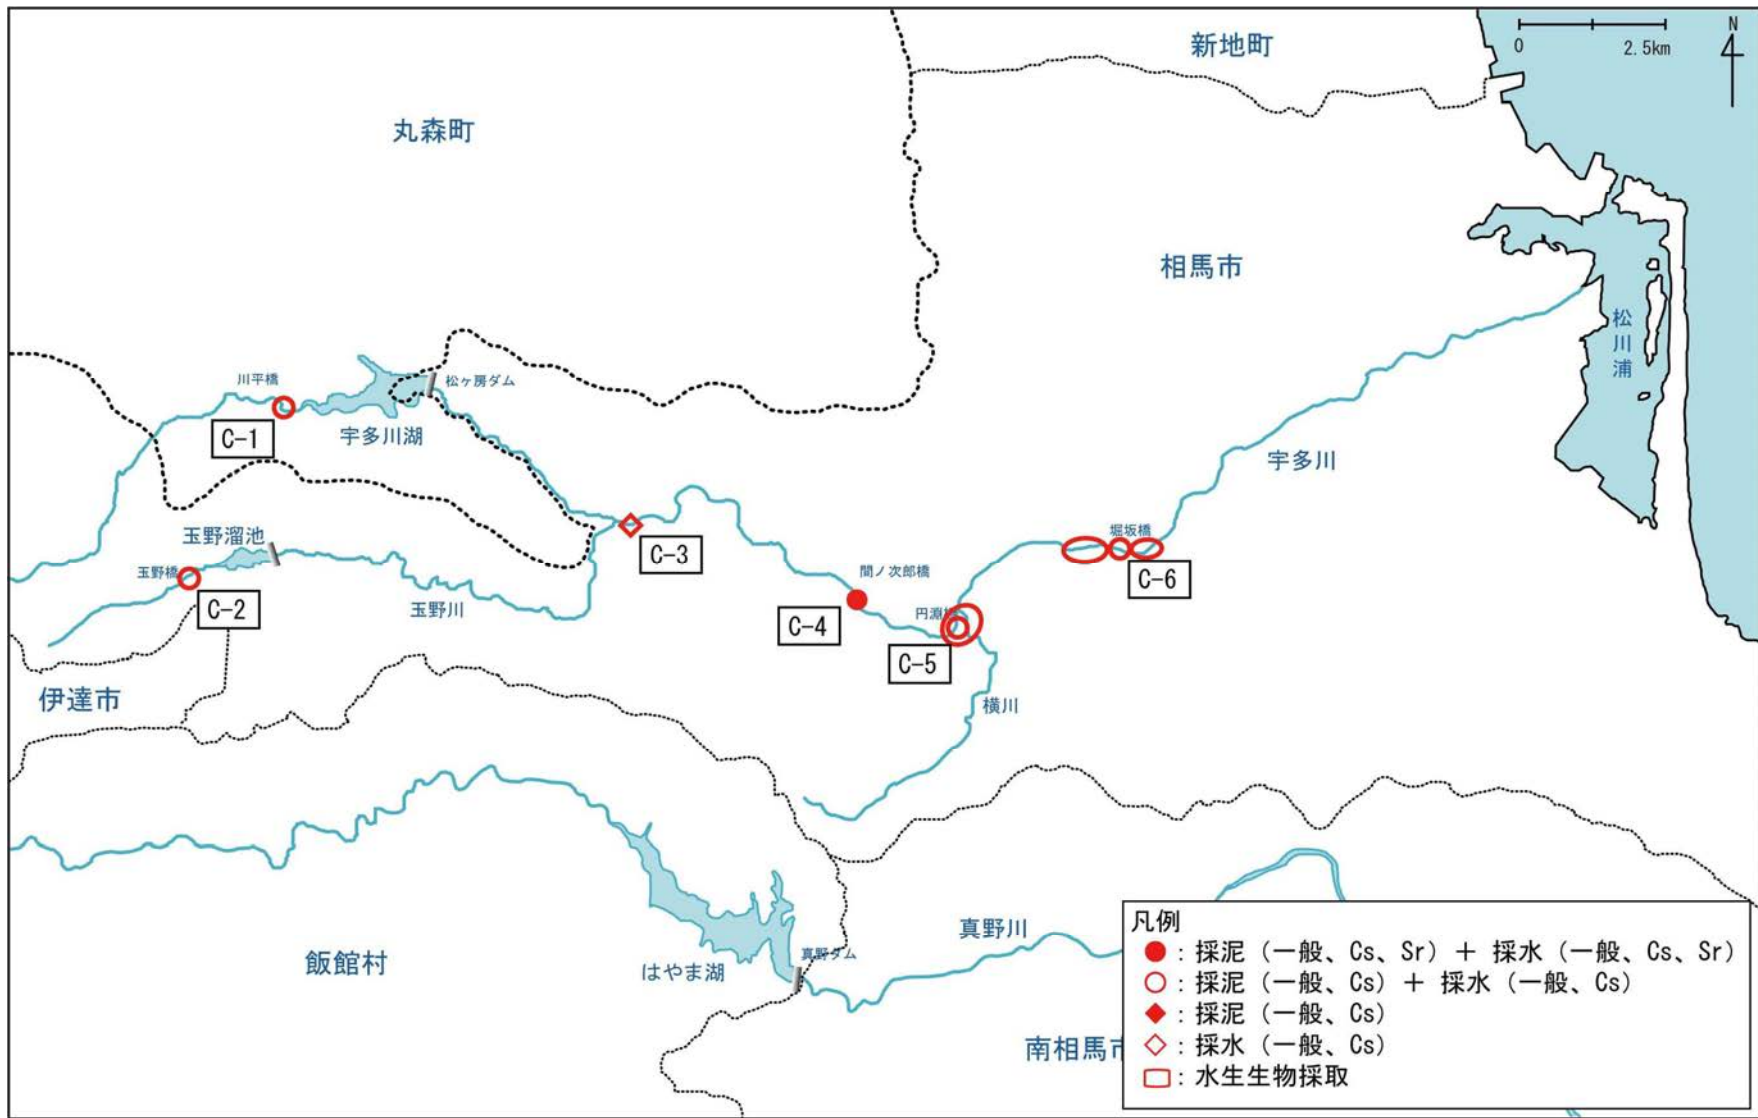 新地町
0
2.5km
N
丸森町
相馬市
松川浦
川平橋
松ヶ房ダム
C-1
宇多川湖
宇多川
玉野溜池
堀坂橋
C-3
玉野橋
間ノ次郎橋
C-6
C-2
玉野川
円淵
C-4
C-5
伊達市
横川
凡例
真野川
●：採泥（一般、Cs、Sr）＋ 採水（一般、Cs、Sr）
真野ダム
飯館村
はやま湖
○：採泥（一般、Cs）＋ 採水（一般、Cs）
◆：採泥（一般、Cs）
南相馬市
◇：採水（一般、Cs）
：水生生物採取